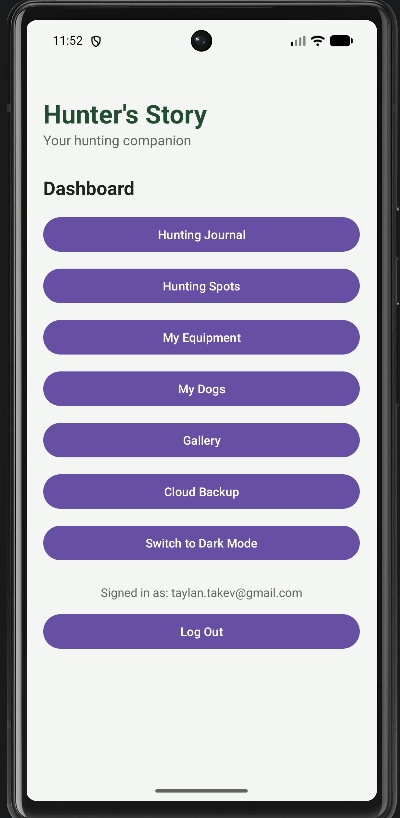 11:52
Hunter's Story
Your hunting companion
Dashboard
Hunting Journal
Hunting Spots
My Equipment
My Dogs
Gallery
Cloud Backup
Switch to Dark Mode
Signed in as: taylan.takev@gmail.com
Log Out